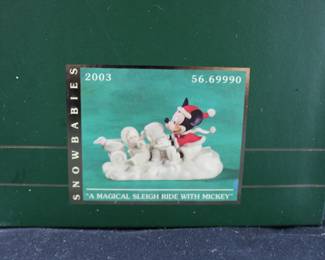 SNOWBABIES
2003 56.69990
"A MAGICAL SLEIGH RIDE WITH MICKEY"